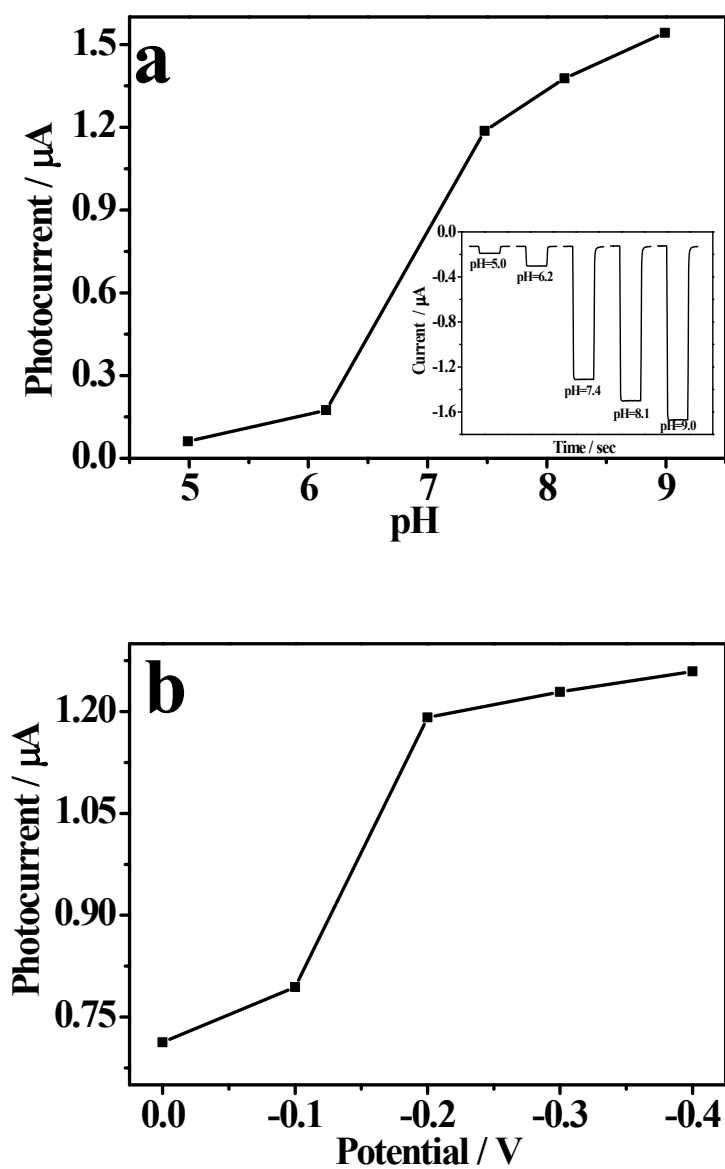 a
Photocurrent / μA
1.5
1.2
0.9
0.6
0.3
0.0
5 6 7 8 9
pH
Current / μA
0.0
-0.4
-0.8
-1.2
-1.6
pH=5.0
pH=6.2
pH=7.4
pH=8.1
pH=9.0
Time / sec
b
Photocurrent / μA
1.20
1.05
0.90
0.75
0.0 -0.1 -0.2 -0.3 -0.4
Potential / V